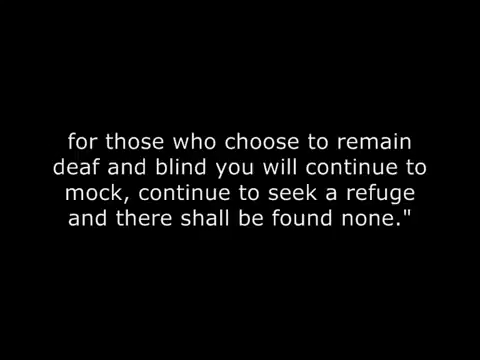 for those who choose to remain
deaf and blind you will continue to
mock, continue to seek a refuge
and there shall be found none."